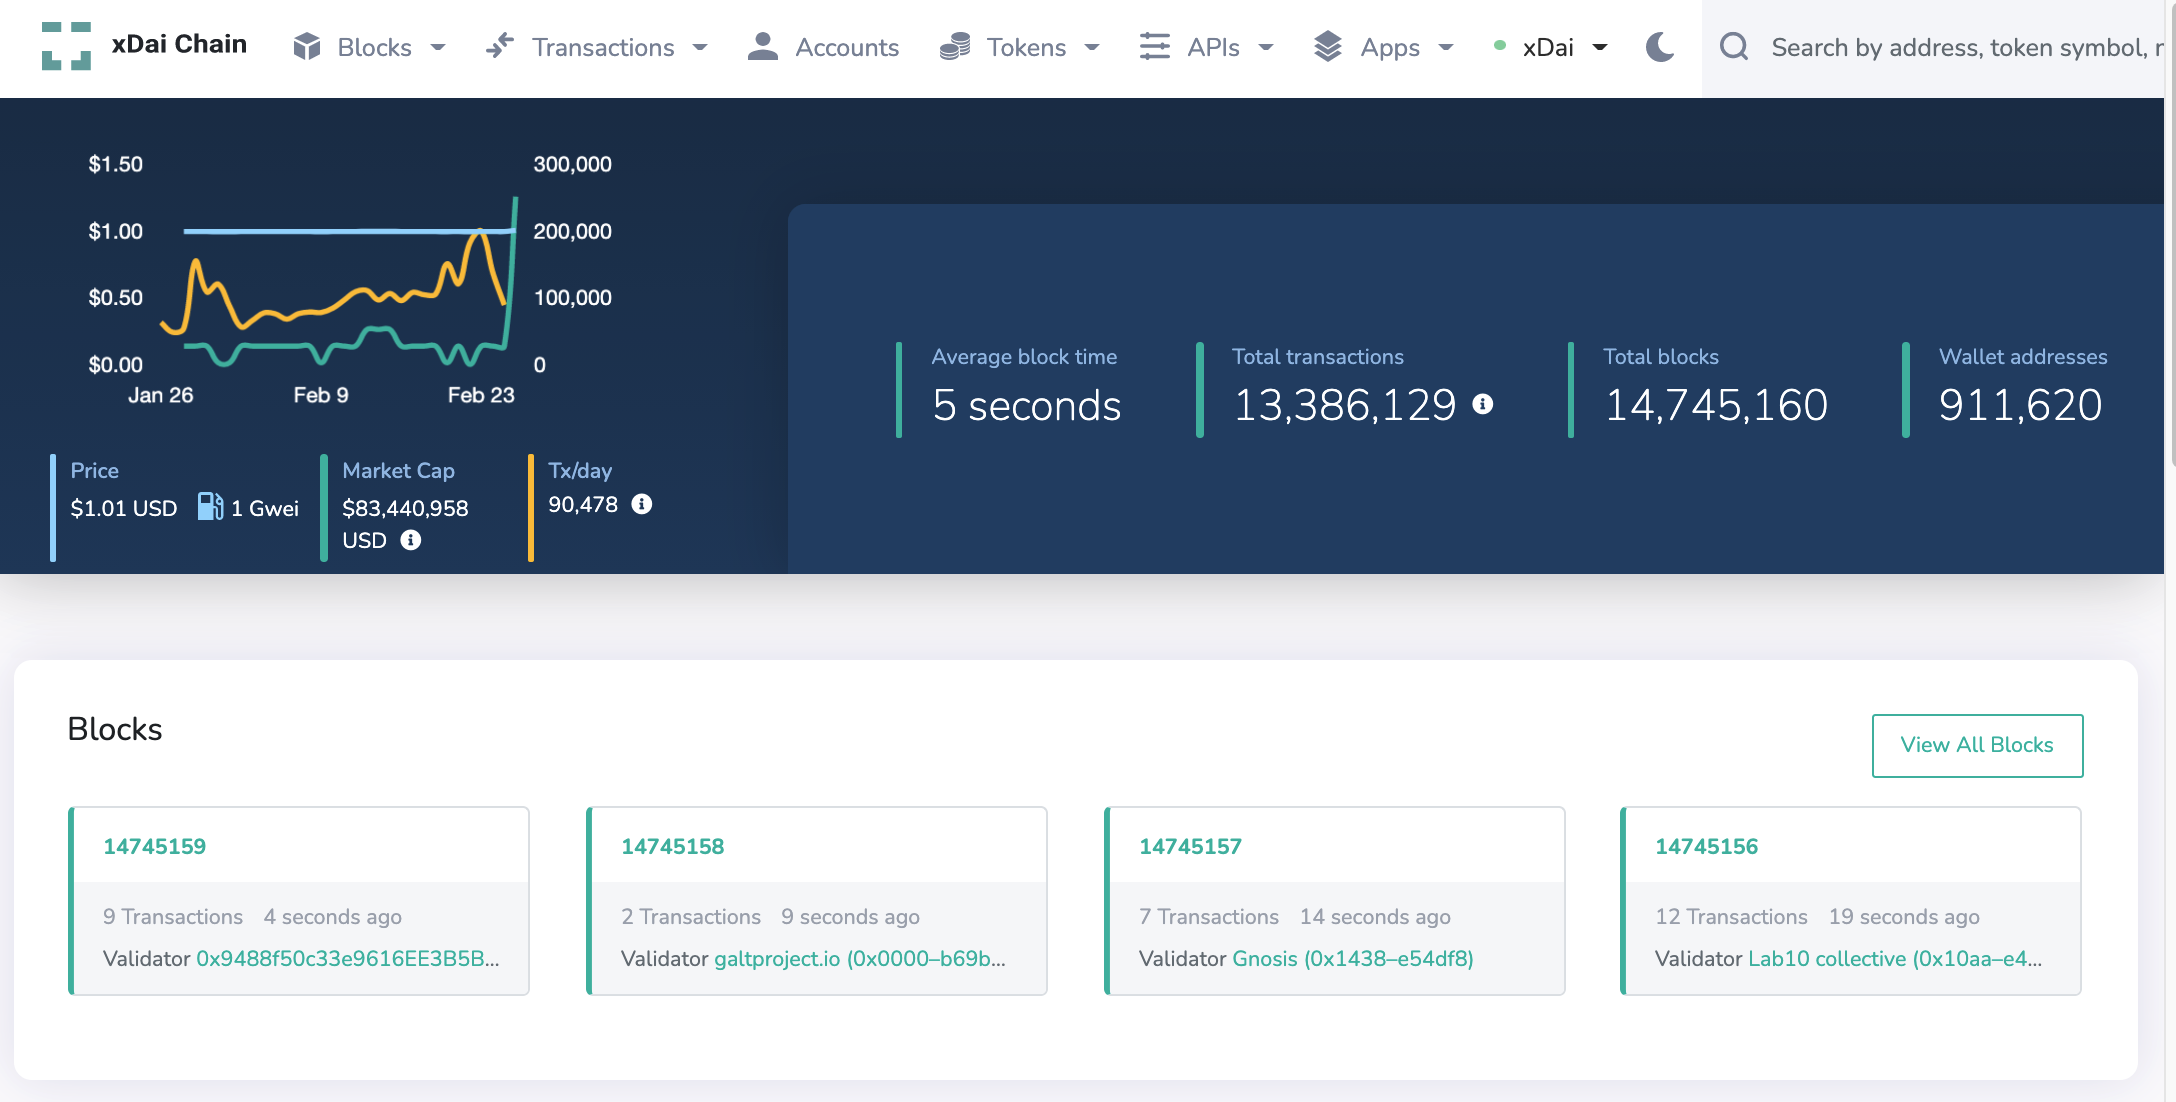 xDai Chain
Blocks
Transactions
Accounts
Tokens
APIs
Apps
xDai
Search by address, token symbol,
$1.50
$1.00
$0.50
$0.00
300,000
200,000
100,000
0
Jan 26
Feb 9
Feb 23
Price
$1.01 USD
1 Gwei
Market Cap
$83,440,958
USD
Tx/day
90,478
Average block time
5 seconds
Total transactions
13,386,129
Total blocks
14,745,160
Wallet addresses
911,620
Blocks
View All Blocks
14745159
9 Transactions 4 seconds ago
Validator 0x9488f50c33e9616EE3B5B...
14745158
2 Transactions 9 seconds ago
Validator galtproject.io (0x0000–b69b...
14745157
7 Transactions 14 seconds ago
Validator Gnosis (0x1438–e54df8)
14745156
12 Transactions 19 seconds ago
Validator Lab10 collective (0x10aa–e4...